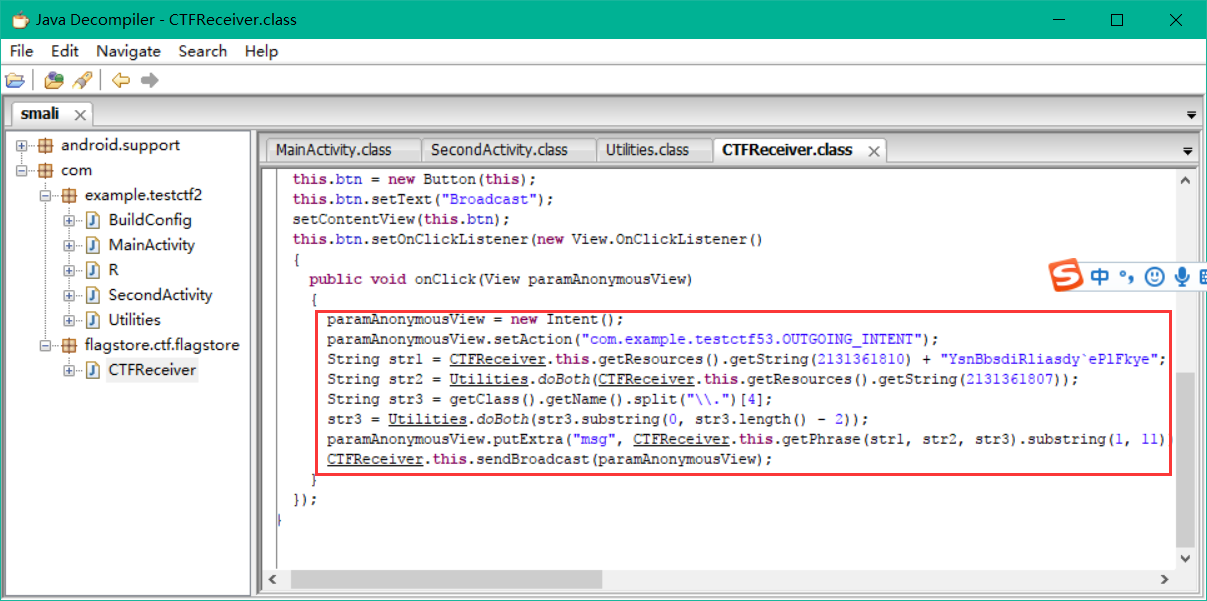 Java Decompiler - CTFReceiver.class
File Edit Navigate Search Help
smali
android.support
com
example.testctf2
BuildConfig
MainActivity
R
SecondActivity
Utilities
flagstore.ctf.flagstore
CTFReceiver
MainActivity.class SecondActivity.class Utilities.class CTFReceiver.class
this.btn = new Button(this);
this.btn.setText("Broadcast");
setContentView(this.btn);
this.btn.setOnClickListener(new View.OnClickListener()
{
public void onClick(View paramAnonymousView)
{
paramAnonymousView = new Intent();
paramAnonymousView.setAction("com.example.testctf53.OUTGOING_INTENT");
String str1 = CTFReceiver.this.getResources().getString(2131361810) + "YsnBbsdiRliasdy`ePlFkye";
String str2 = Utilities.doBoth(CTFReceiver.this.getResources().getString(2131361807));
String str3 = getClass().getName().split("\\.")[4];
str3 = Utilities.doBoth(str3.substring(0, str3.length() - 2));
paramAnonymousView.putExtra("msg", CTFReceiver.this.getPhrase(str1, str2, str3).substring(1, 11)
CTFReceiver.this.sendBroadcast(paramAnonymousView);
}
});
}
S 中 °,